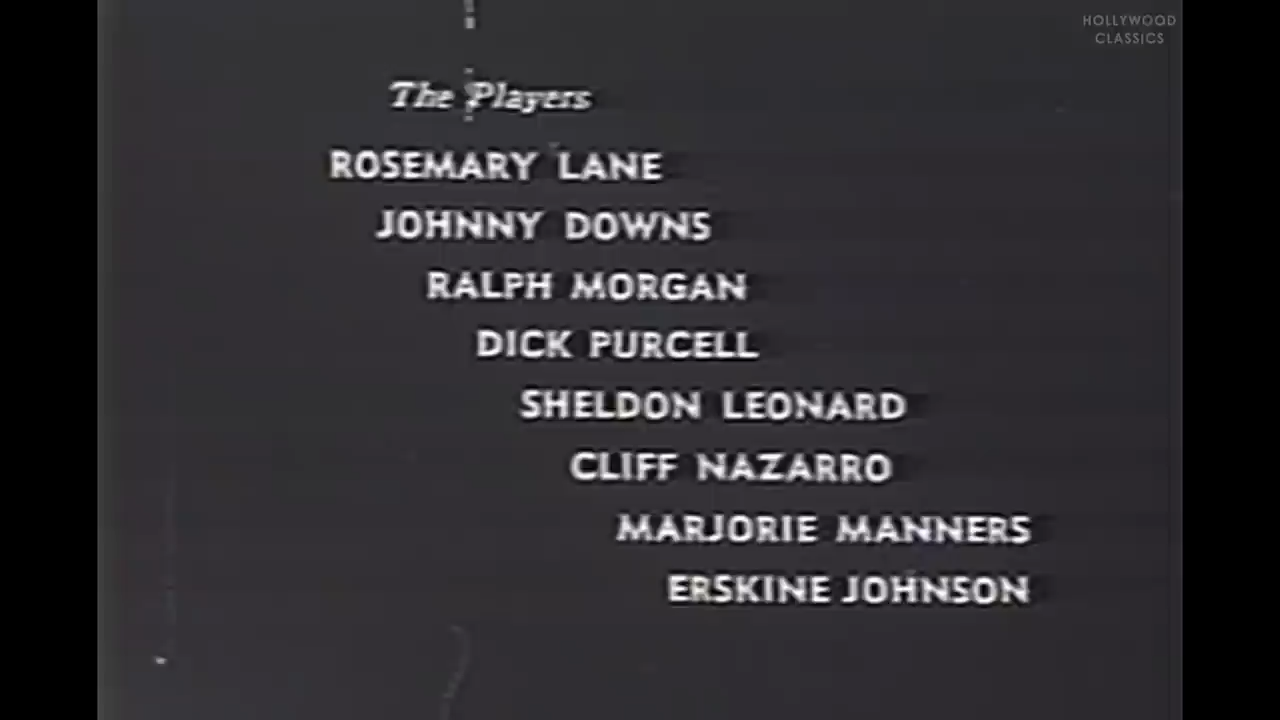 HOLLYWOOD
CLASSICS
The Players
ROSEMARY LANE
JOHNNY DOWNS
RALPH MORGAN
DICK PURCELL
SHELDON LEONARD
CLIFF NAZARRO
MARJORIE MANNERS
ERSKINE JOHNSON